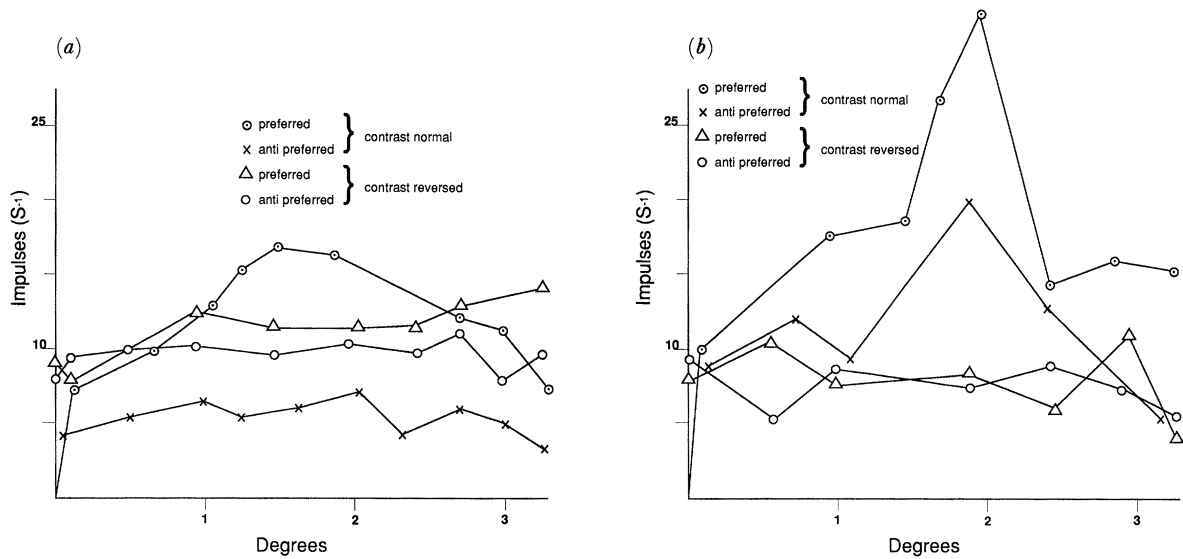 (a)
25
10
Impulses (S-1)
preferred
anti preferred
contrast normal
preferred
anti preferred
contrast reversed
1
2
3
Degrees
(b)
25
10
Impulses (S-1)
preferred
anti preferred
contrast normal
preferred
anti preferred
contrast reversed
1
2
3
Degrees